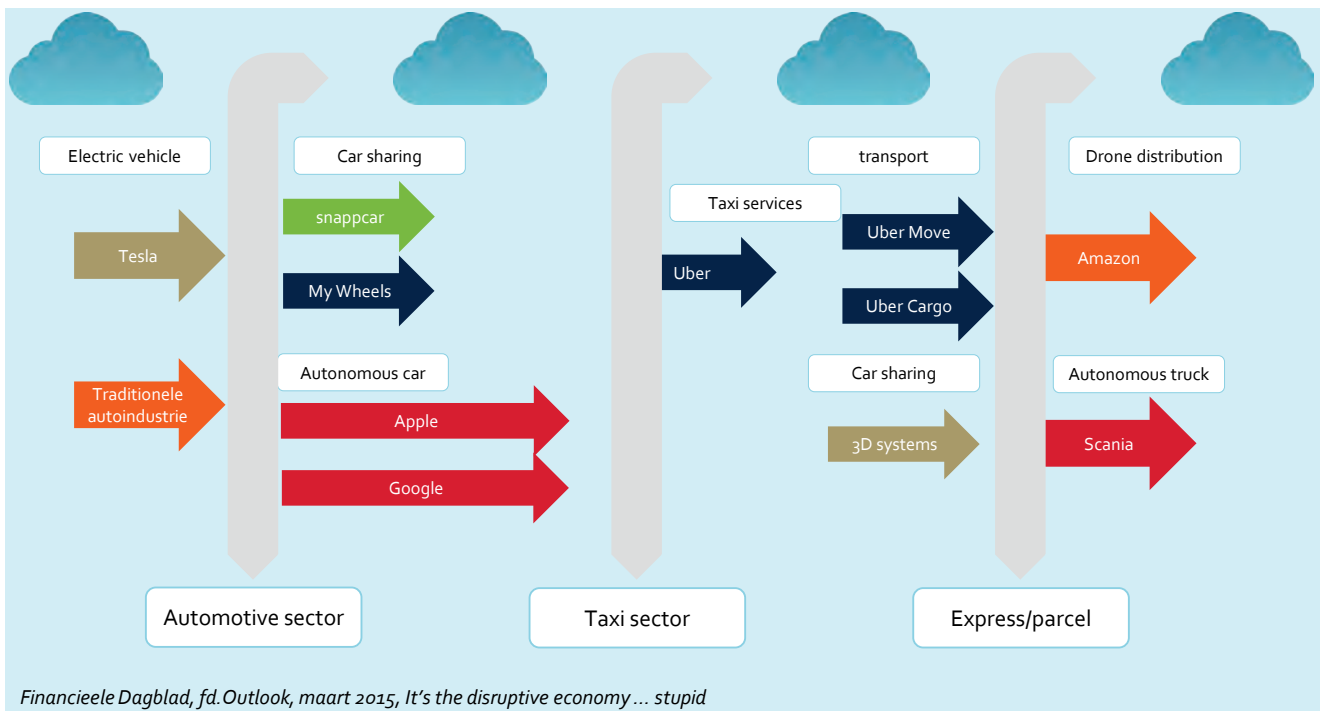 Electric vehicle
Tesla
Traditionele
autoindustrie
Car sharing
snappcar
My Wheels
Autonomous car
Apple
Google
Taxi services
Uber
transport
Uber Move
Uber Cargo
Car sharing
3D systems
Drone distribution
Amazon
Autonomous truck
Scania
Automotive sector
Taxi sector
Express/parcel
Financieele Dagblad, fd.Outlook, maart 2015, It's the disruptive economy ... stupid